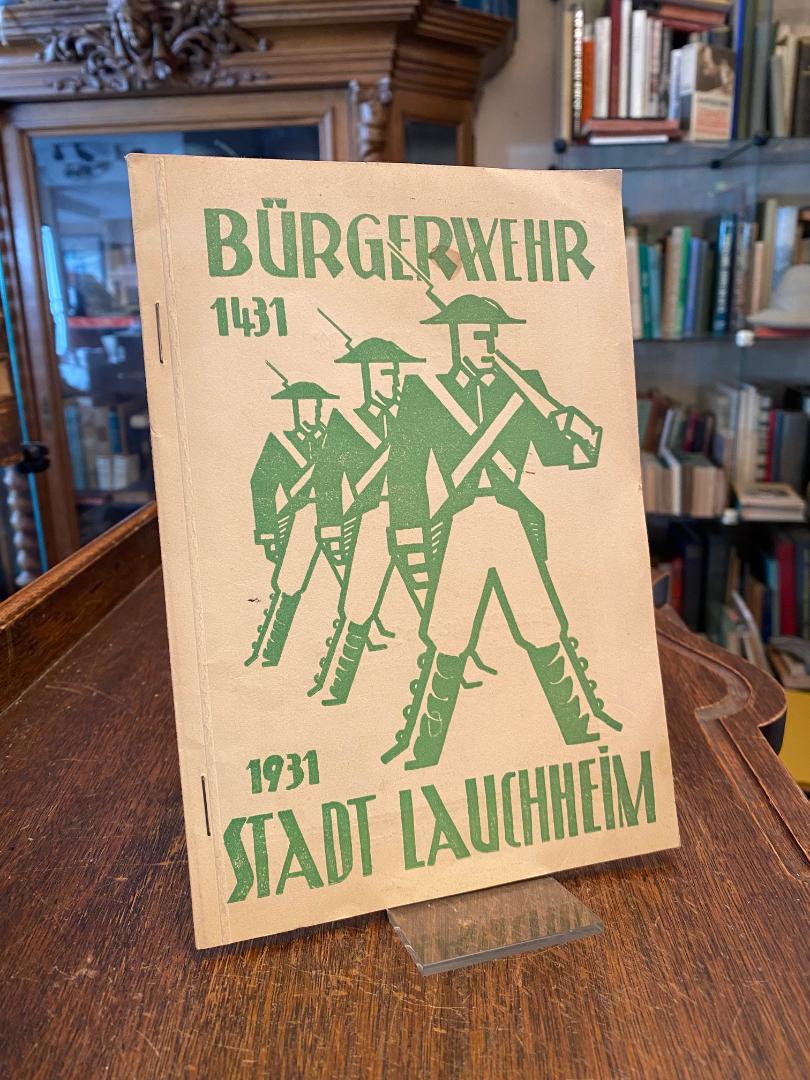 BÜRGERWEHR
1431
1931
STADT LAUCHHEIM